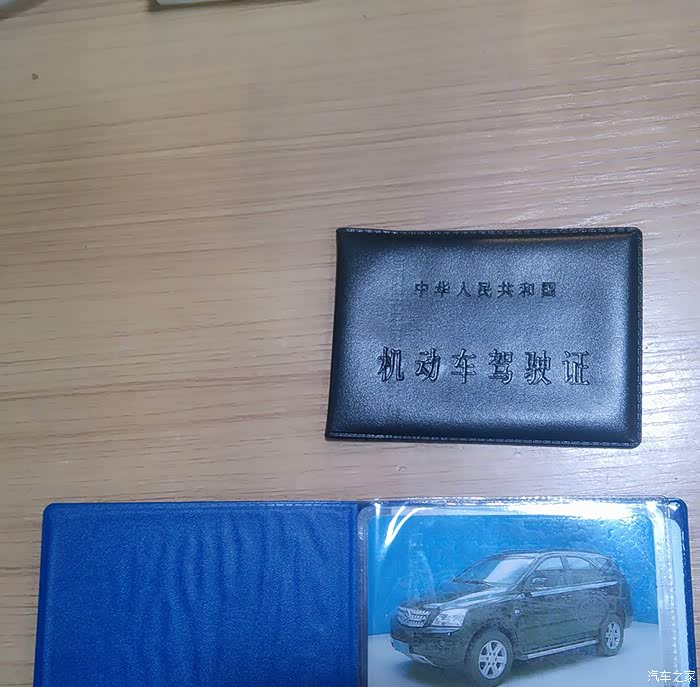 中华人民共和国
机动车驾驶证
汽车之家